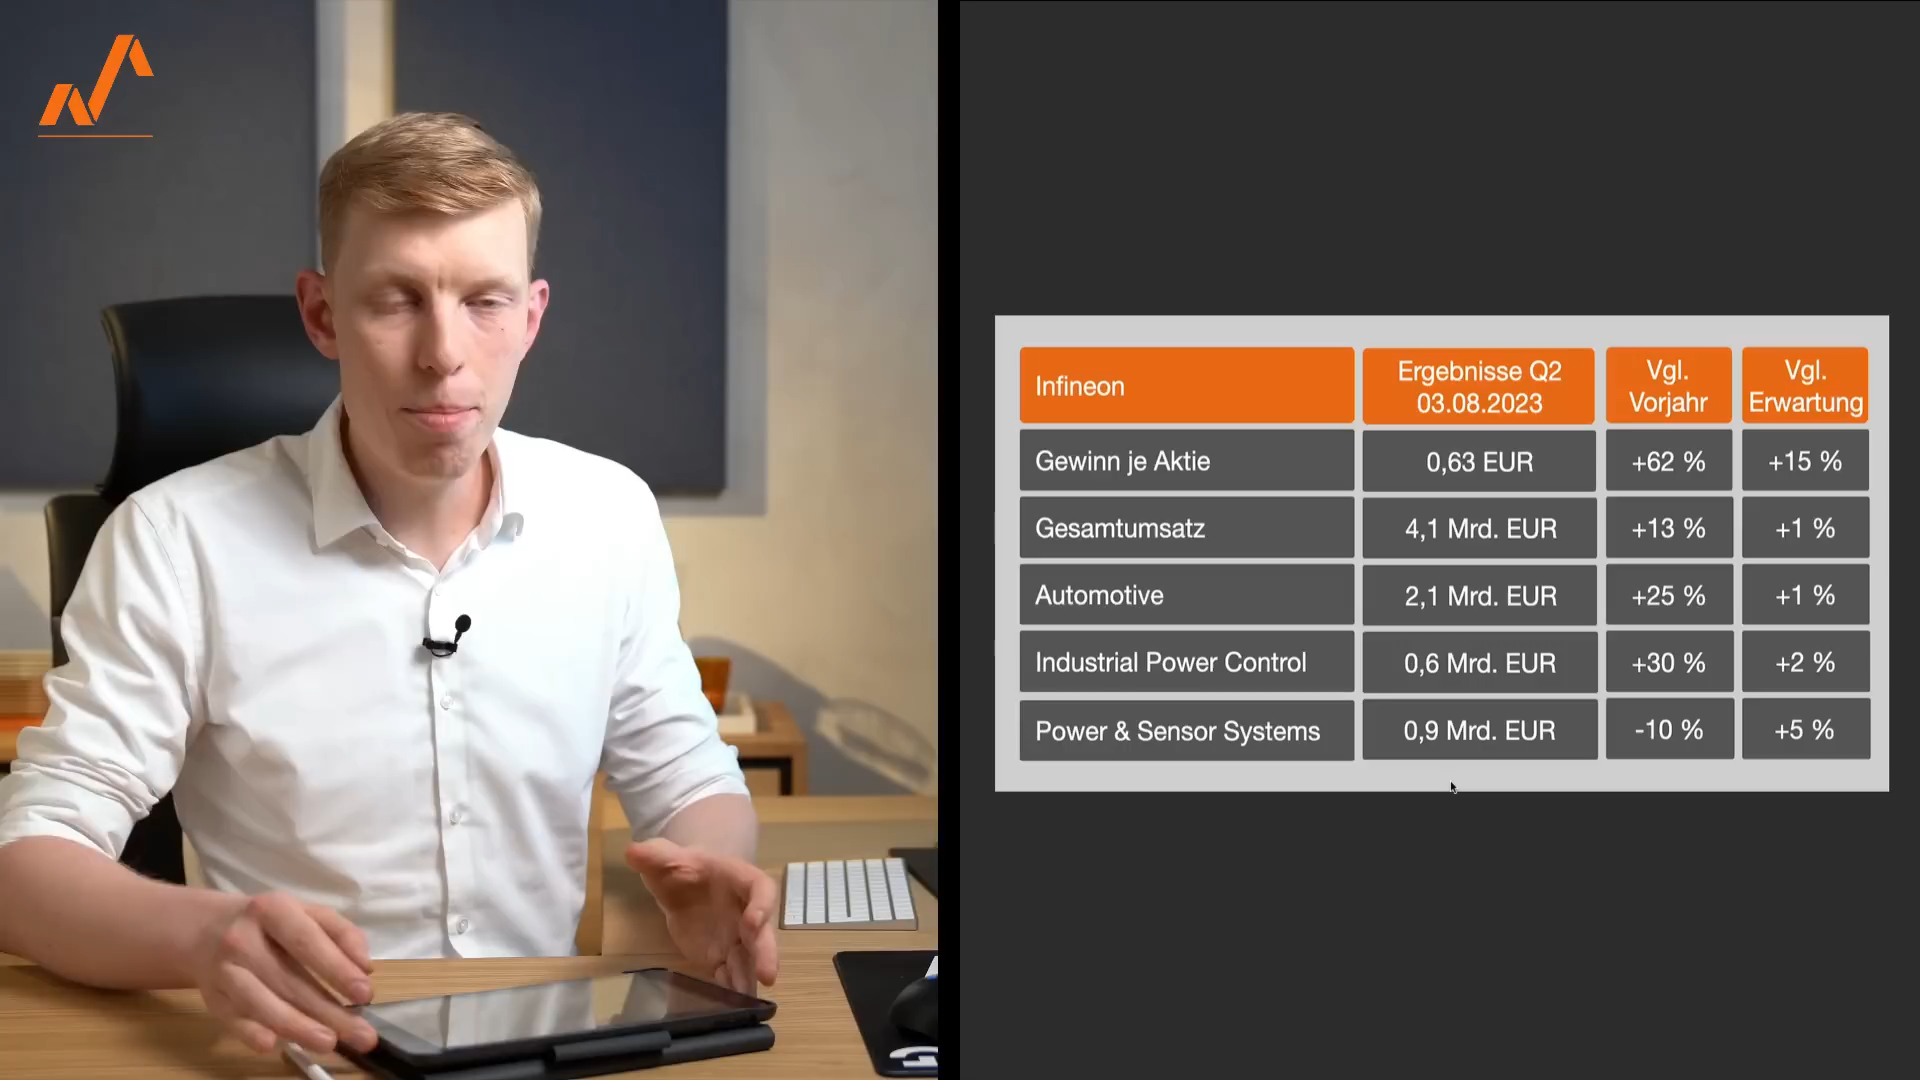 Infineon
Ergebnisse Q2
03.08.2023
Vgl.
Vorjahr
Vgl.
Erwartung
Gewinn je Aktie
0,63 EUR
+62 %
+15 %
Gesamtumsatz
4,1 Mrd. EUR
+13 %
+1 %
Automotive
2,1 Mrd. EUR
+25 %
+1 %
Industrial Power Control
0,6 Mrd. EUR
+30 %
+2 %
Power & Sensor Systems
0,9 Mrd. EUR
-10 %
+5 %